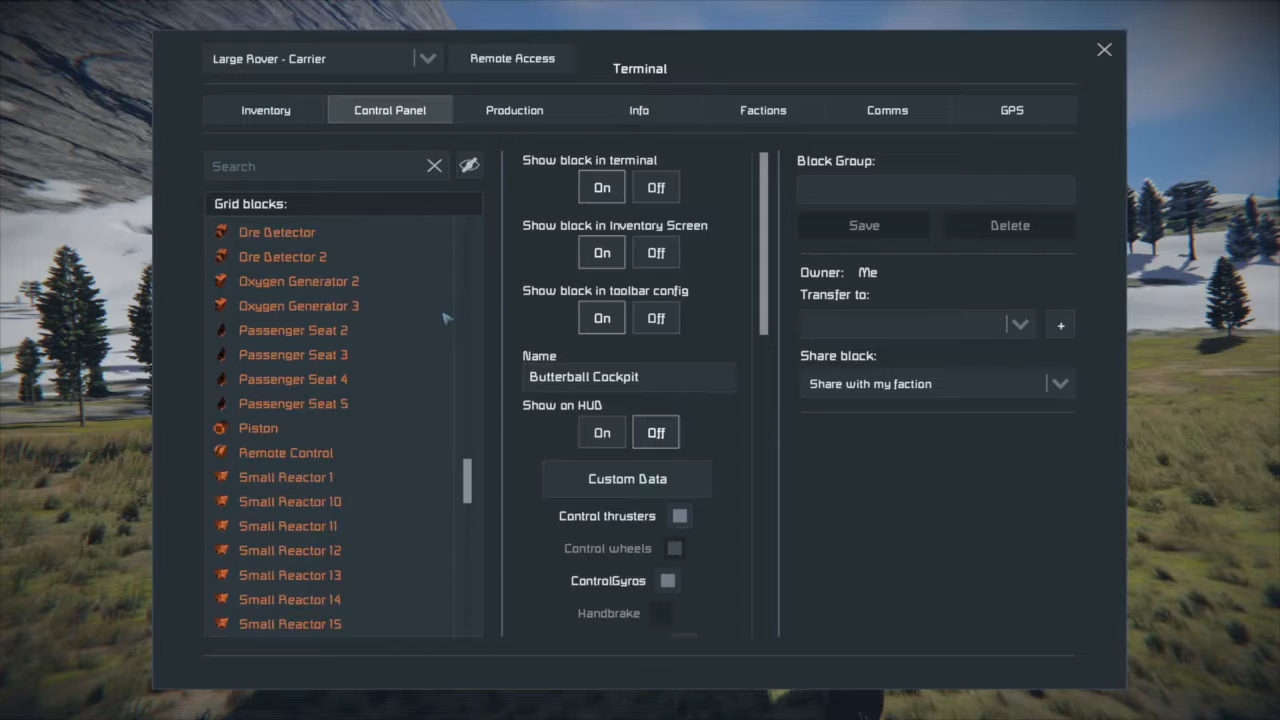 Large Rover - Carrier
Remote Access
Terminal
Inventory
Control Panel
Production
Info
Factions
Comms
GPS
Search
Grid blocks:
Ore Detector
Ore Detector 2
Oxygen Generator 2
Oxygen Generator 3
Passenger Seat 2
Passenger Seat 3
Passenger Seat 4
Passenger Seat 5
Piston
Remote Control
Small Reactor 1
Small Reactor 10
Small Reactor 11
Small Reactor 12
Small Reactor 13
Small Reactor 14
Small Reactor 15
Show block in terminal
On Off
Show block in Inventory Screen
On Off
Show block in toolbar config
On Off
Name
Butterball Cockpit
Show on HUD
On Off
Custom Data
Control thrusters
Control wheels
ControlGyros
Handbrake
Block Group:
Save Delete
Owner: Me
Transfer to:
+
Share block:
Share with my faction